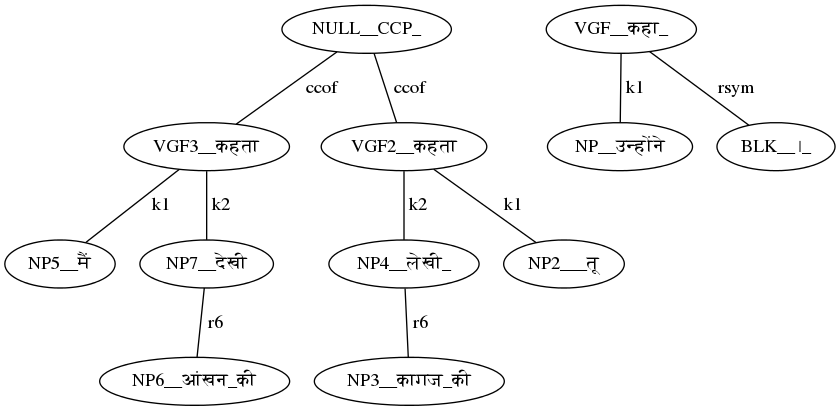 NULL__CCP_ VGF__कहा_
ccof ccof k1 rsym
VGF3__कहता VGF2__कहता NP__उन्होंने BLK__।_
k1 k2 k2 k1
NP5__मैं NP7__देखी NP4__लेखी_ NP2___तू
r6 r6
NP6__आंखन_की NP3__कागज_की